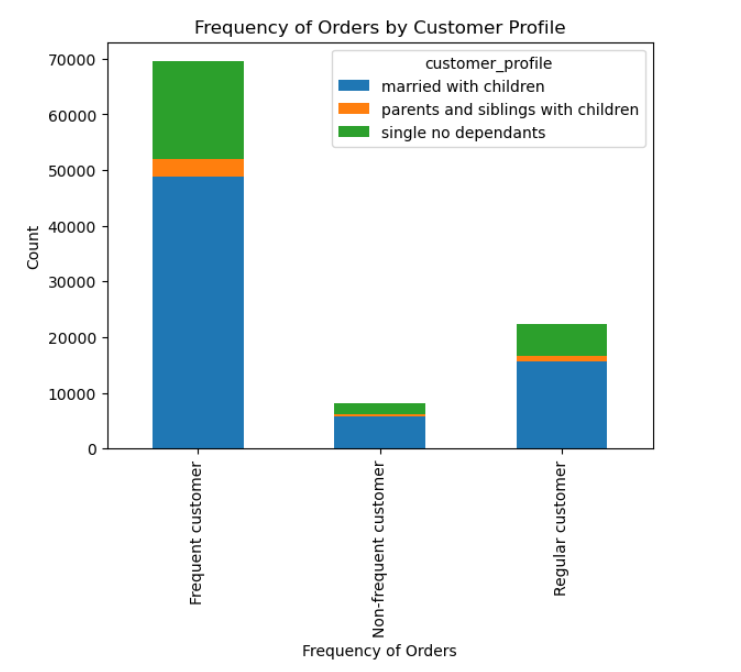 Frequency of Orders by Customer Profile
customer_profile
married with children
parents and siblings with children
single no dependants
Count
70000
60000
50000
40000
30000
20000
10000
0
Frequent customer
Non-frequent customer
Regular customer
Frequency of Orders